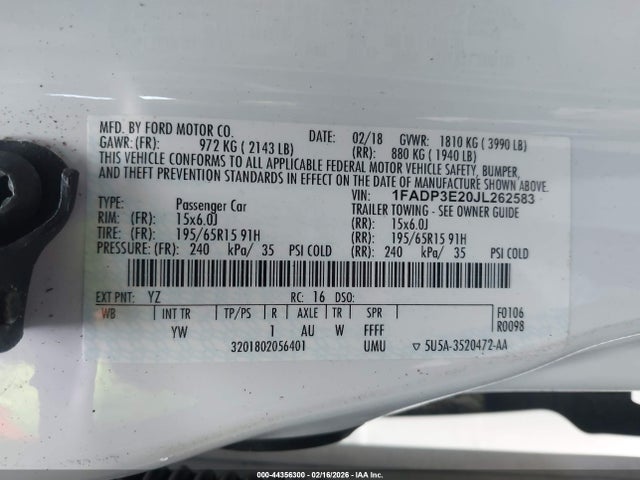 MFD. BY FORD MOTOR CO. DATE: 02/18 GVWR: 1810 KG ( 3990 LB)
GAWR: (FR): 972 KG ( 2143 LB) (RR): 880 KG ( 1940 LB)
THIS VEHICLE CONFORMS TO ALL APPLICABLE FEDERAL MOTOR VEHICLE SAFETY, BUMPER,
AND THEFT PREVENTION STANDARDS IN EFFECT ON THE DATE OF MANUFACTURE SHOWN ABOVE.
VIN: 1FADP3E20JL262583
TYPE: Passenger Car TRAILER TOWING - SEE OWNER GUIDE
RIM: (FR): 15x6.0J (RR): 15x6.0J
TIRE: (FR): 195/65R15 91H (RR): 195/65R15 91H
PRESSURE: (FR): 240 kPa/ 35 PSI COLD (RR): 240 kPa/ 35 PSI COLD
EXT PNT: YZ RC: 16 DSO:
WB INT TR TP/PS R AXLE TR SPR F0106
YW 1 AU W FFFF R0098
3201802056401 UMU ▽ 5U5A-3520472-AA
000-44356300 - 02/16/2026 - IAA Inc.